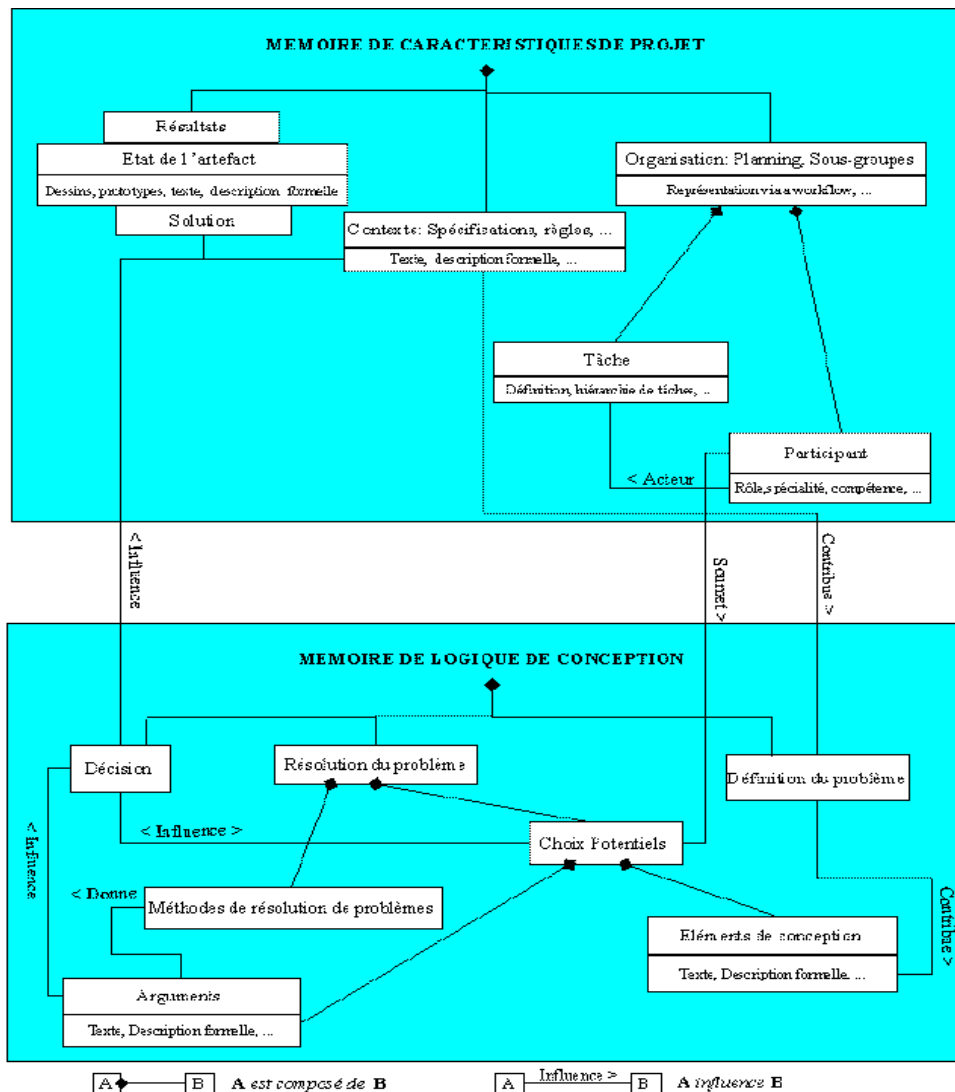 MEMOIRE DE CARACTERISTIQUES DE PROJET
Résultats
Etat de l'artefact
Dessins, prototypes, texte, description formelle
Solution
Organisation: Planning, Sous-groupes
Représentation via a workflow, ...
Contexte: Spécifisations, règles, ...
Texte, description formelle, ...
Tâche
Définition, hiérarchie de tâches, ...
Participant
Rôle,spécialité, compétence, ...
< Acteur
< Influence
Soumet >
Contribue >
MEMOIRE DE LOGIQUE DE CONCEPTION
Décision
Résolution du problème
Définition du problème
< Influence >
Choix Potentiels
< Influence
< Donne
Méthodes de résolution de problèmes
Eléments de conception
Texte, Description formelle, ...
Contribue >
Arguments
Texte, Description formelle, ...
A B A est composé de B
A Influence > B A influence B